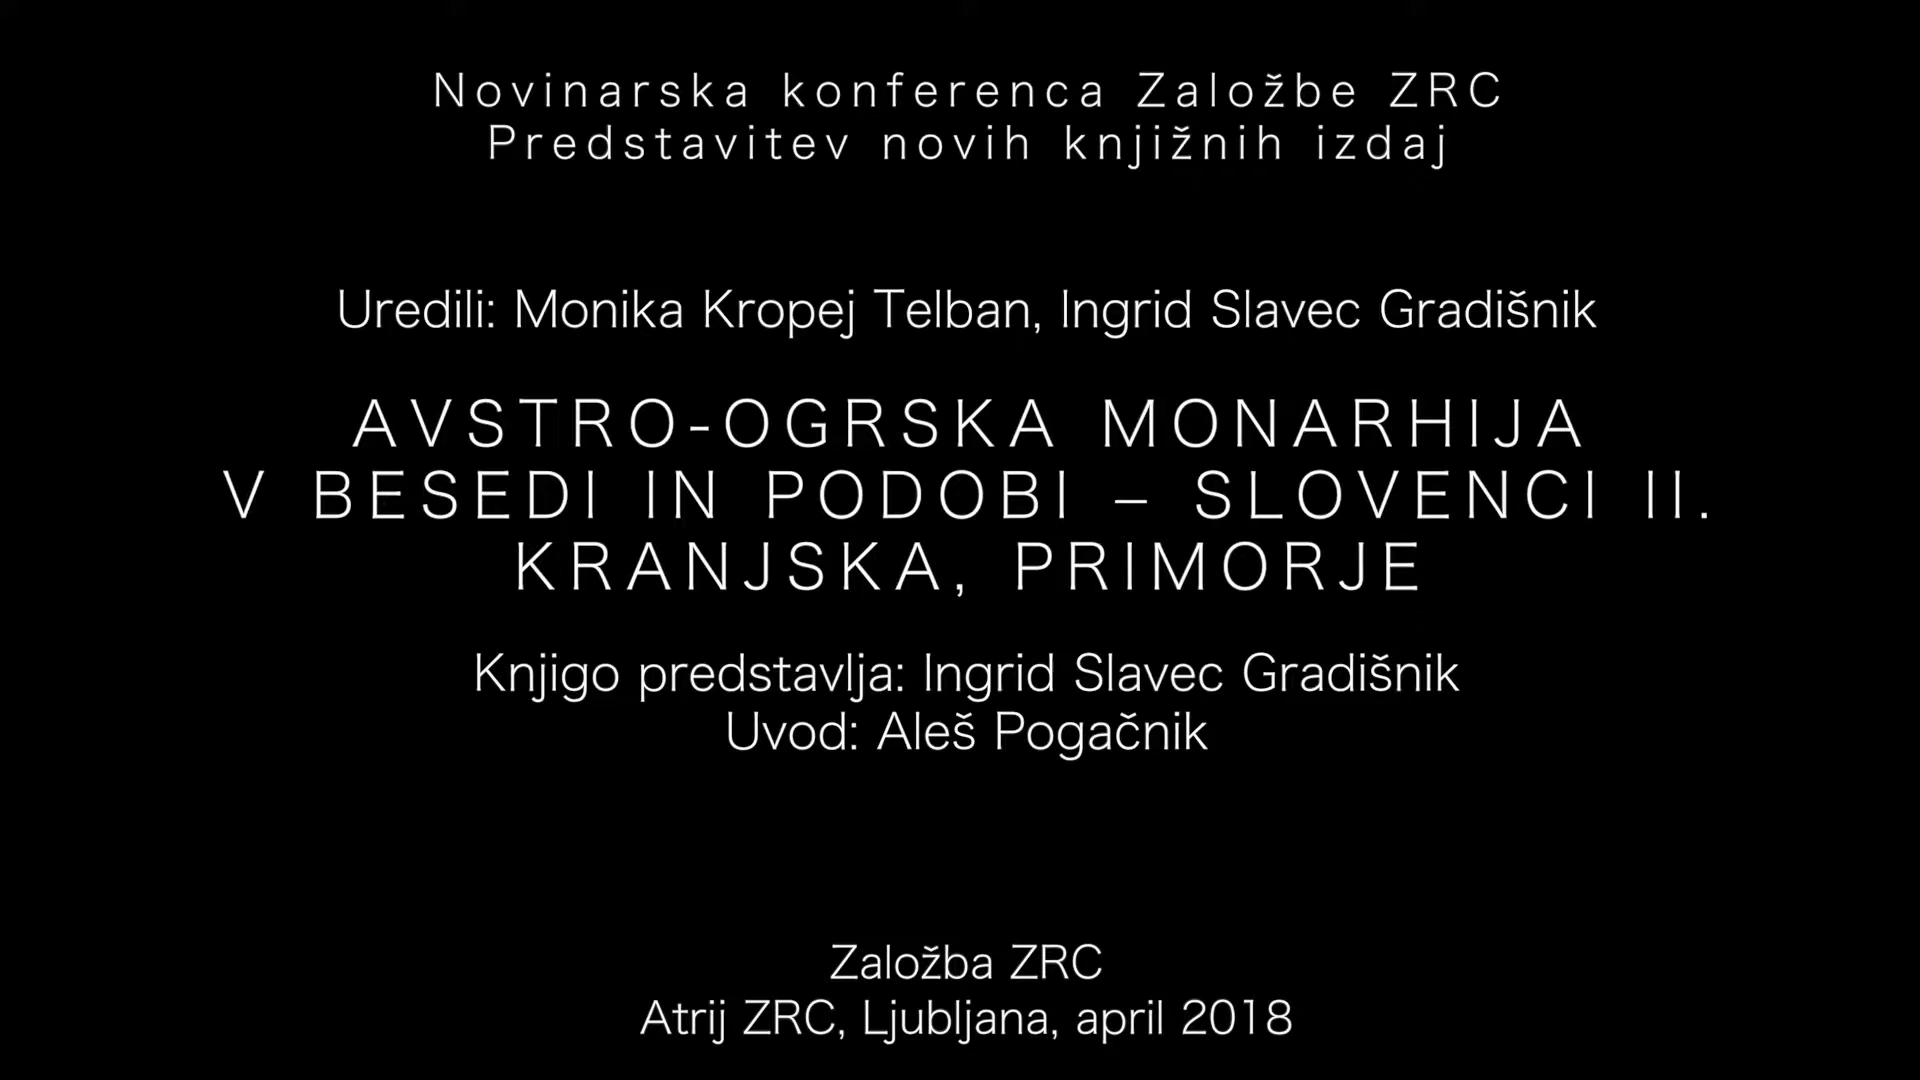 Novinarska konferenca Založbe ZRC
Predstavitev novih knjižnih izdaj
Uredili: Monika Kropej Telban, Ingrid Slavec Gradišnik
AVSTRO-OGRSKA MONARHIJA
V BESEDI IN PODOBI – SLOVENCI II.
KRANJSKA, PRIMORJE
Knjigo predstavlja: Ingrid Slavec Gradišnik
Uvod: Aleš Pogačnik
Založba ZRC
Atrij ZRC, Ljubljana, april 2018